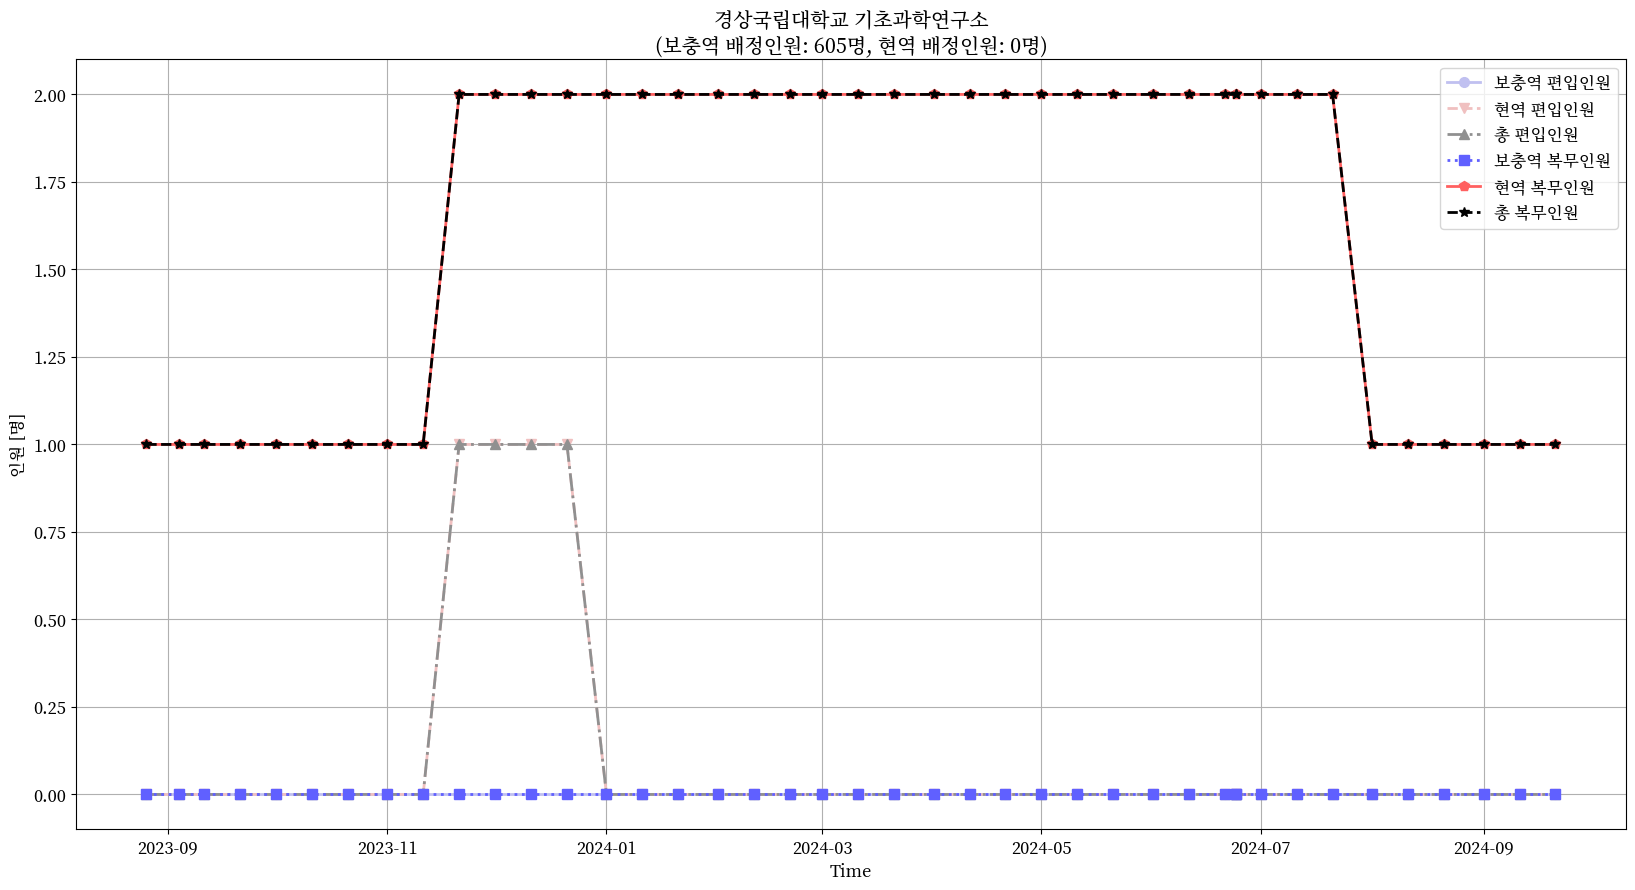 경상국립대학교 기초과학연구소
(보충역 배정인원: 605명, 현역 배정인원: 0명)
보충역 편입인원
현역 편입인원
총 편입인원
보충역 복무인원
현역 복무인원
총 복무인원
2.00
1.75
1.50
1.25
1.00
0.75
0.50
0.25
0.00
인원 [명]
2023-09
2023-11
2024-01
2024-03
2024-05
2024-07
2024-09
Time